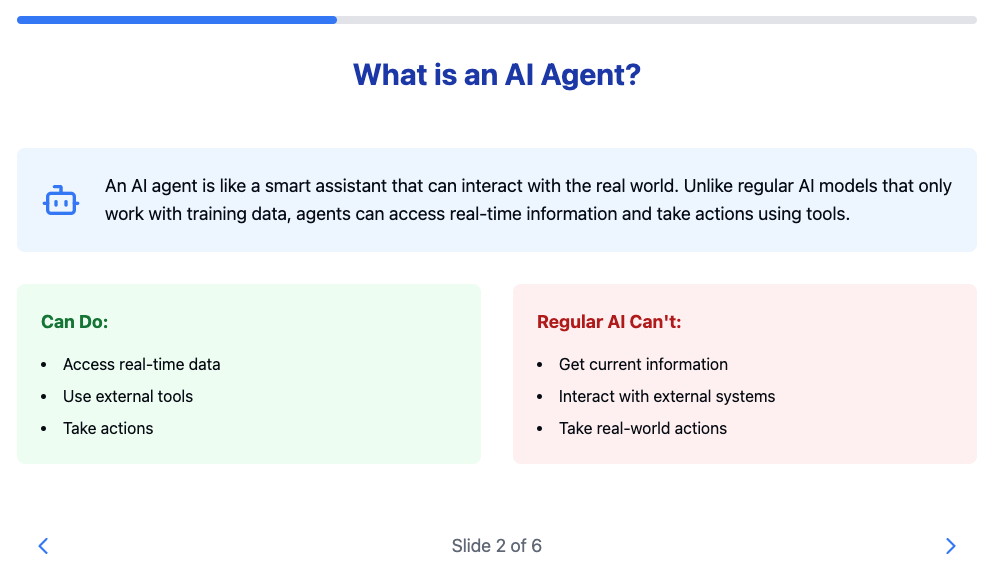 What is an AI Agent?
An AI agent is like a smart assistant that can interact with the real world. Unlike regular AI models that only
work with training data, agents can access real-time information and take actions using tools.
Can Do:
• Access real-time data
• Use external tools
• Take actions
Regular AI Can't:
• Get current information
• Interact with external systems
• Take real-world actions
Slide 2 of 6